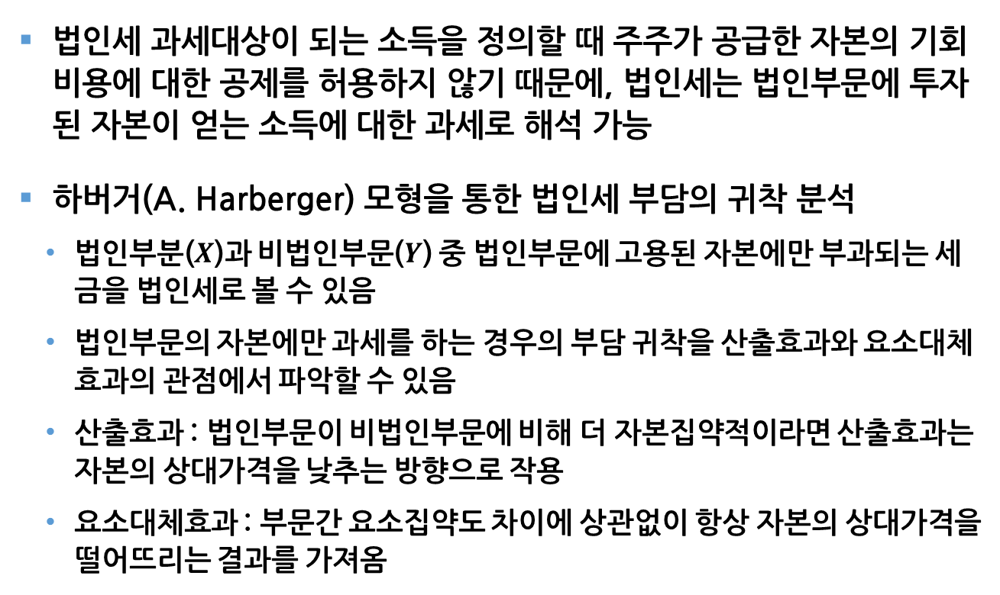 ▪ 법인세 과세대상이 되는 소득을 정의할 때 주주가 공급한 자본의 기회
비용에 대한 공제를 허용하지 않기 때문에, 법인세는 법인부문에 투자
된 자본이 얻는 소득에 대한 과세로 해석 가능
▪ 하버거(A. Harberger) 모형을 통한 법인세 부담의 귀착 분석
• 법인부분(X)과 비법인부문(Y) 중 법인부문에 고용된 자본에만 부과되는 세
금을 법인세로 볼 수 있음
• 법인부문의 자본에만 과세를 하는 경우의 부담 귀착을 산출효과와 요소대체
효과의 관점에서 파악할 수 있음
• 산출효과 : 법인부문이 비법인부문에 비해 더 자본집약적이라면 산출효과는
자본의 상대가격을 낮추는 방향으로 작용
• 요소대체효과 : 부문간 요소집약도 차이에 상관없이 항상 자본의 상대가격을
떨어뜨리는 결과를 가져옴